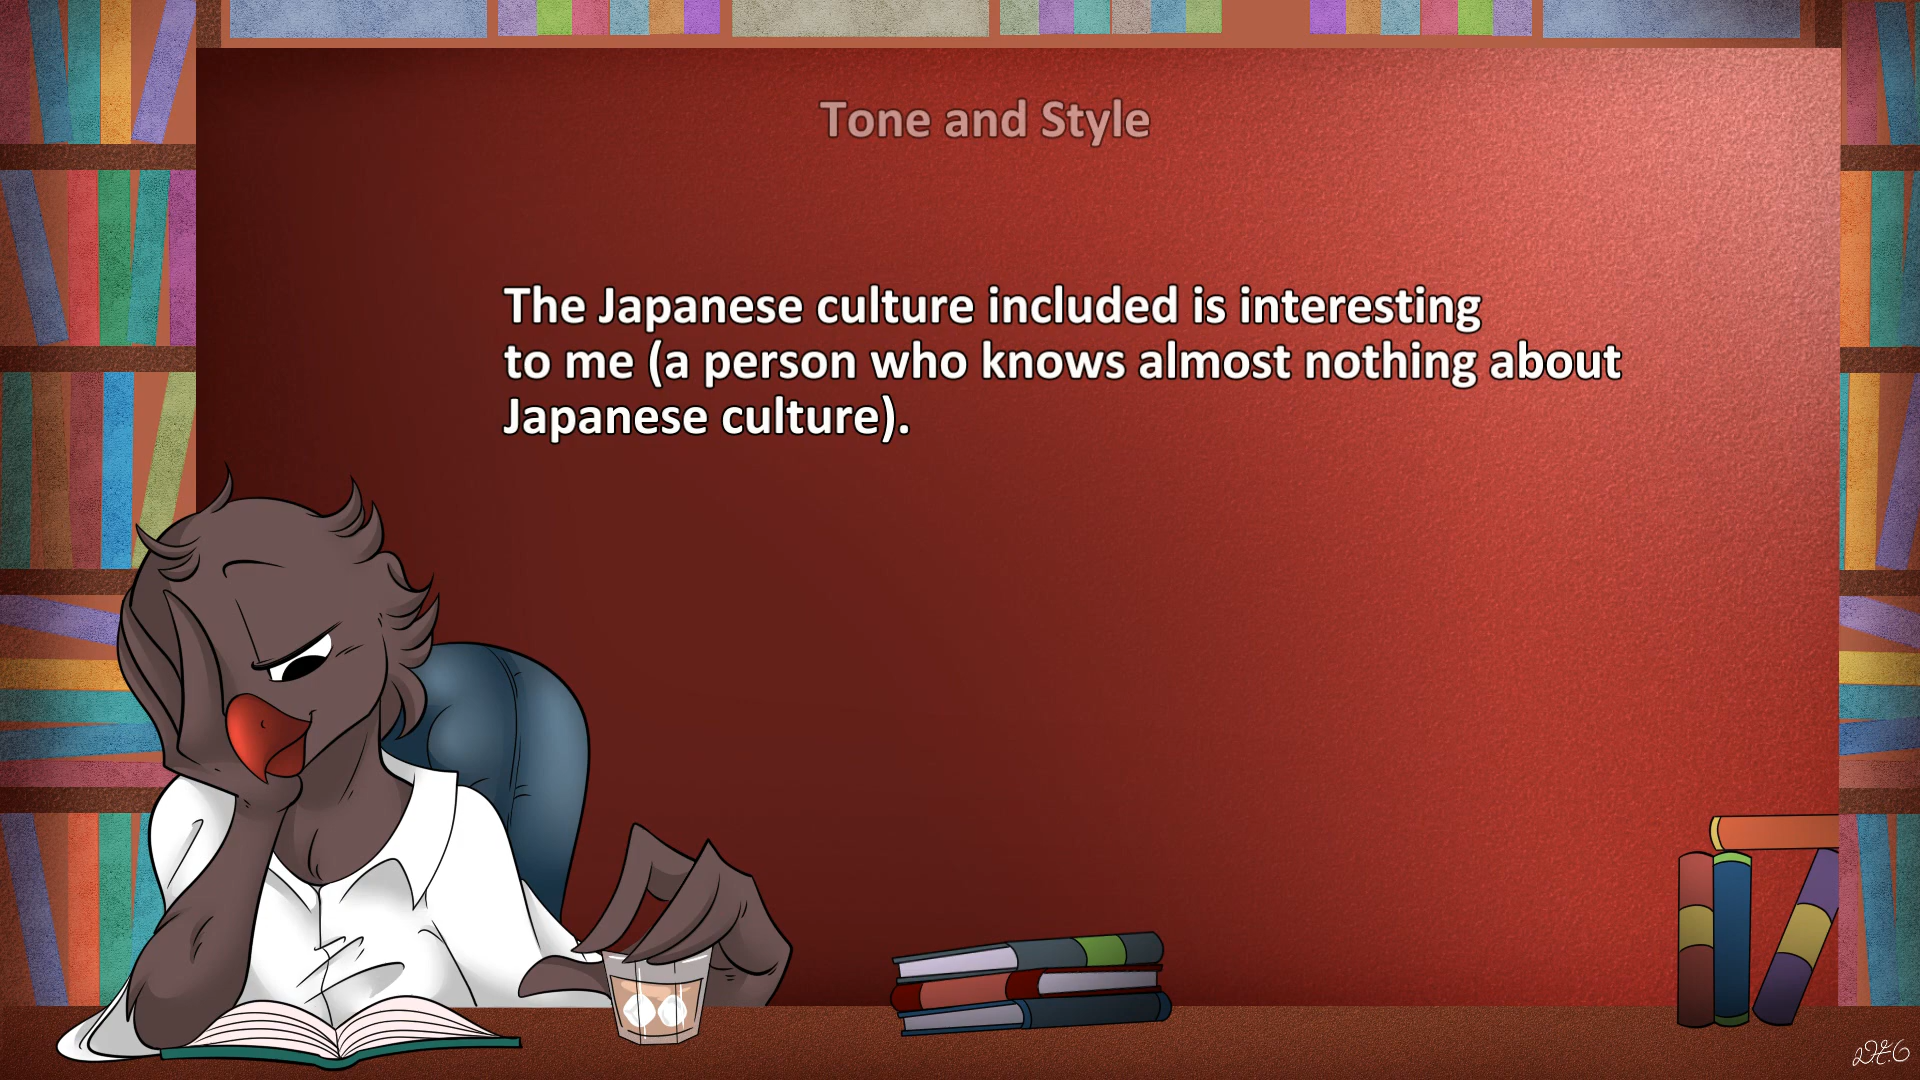 Tone and Style
The Japanese culture included is interesting
to me (a person who knows almost nothing about
Japanese culture).